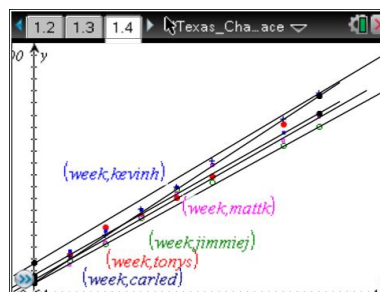 1.2 1.3 1.4 Texas_Cha...ace
y
(week,kevinh)
(week,mattk)
(week,jimmiej)
(week,tonys)
(week,carled)